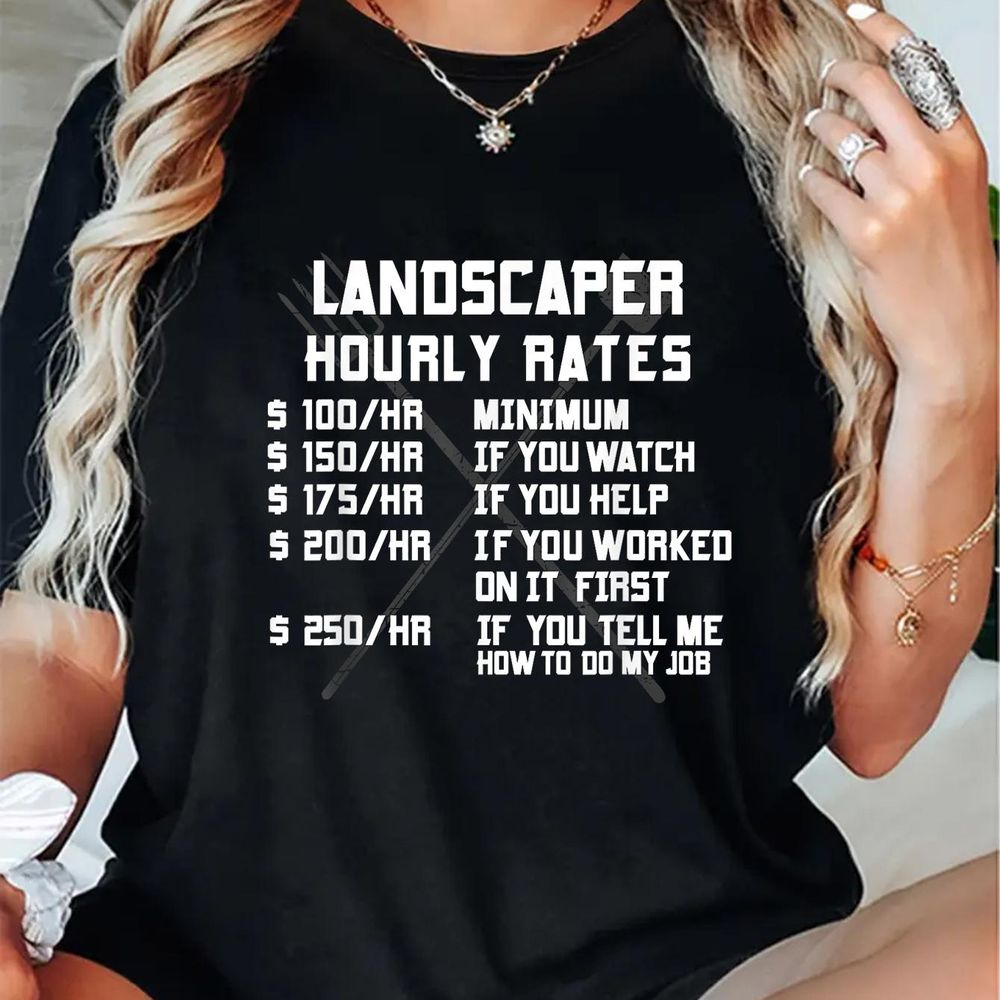 LANDSCAPER
HOURLY RATES
$ 100/HR MINIMUM
$ 150/HR IF YOU WATCH
$ 175/HR IF YOU HELP
$ 200/HR IF YOU WORKED
ON IT FIRST
$ 250/HR IF YOU TELL ME
HOW TO DO MY JOB